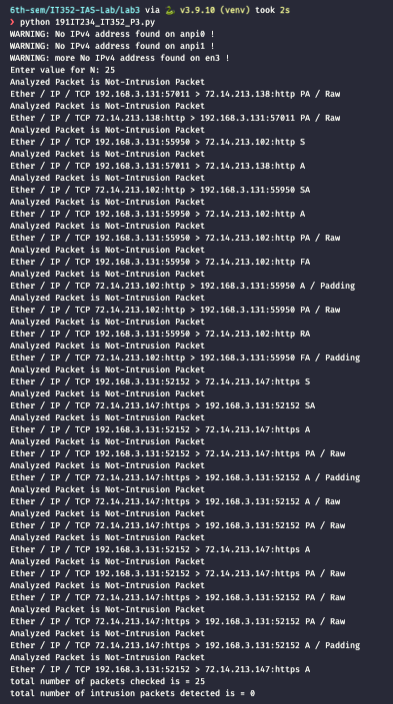 6th-sem/IT352-IAS-Lab/Lab3 via 🐍 v3.9.10 (venv) took 2s
❯ python 191IT234_IT352_P3.py
WARNING: No IPv4 address found on anpi0 !
WARNING: No IPv4 address found on anpi1 !
WARNING: more No IPv4 address found on en3 !
Enter value for N: 25
Analyzed Packet is Not-Intrusion Packet
Ether / IP / TCP 192.168.3.131:57011 > 72.14.213.138:http PA / Raw
Analyzed Packet is Not-Intrusion Packet
Ether / IP / TCP 72.14.213.138:http > 192.168.3.131:57011 PA / Raw
Analyzed Packet is Not-Intrusion Packet
Ether / IP / TCP 192.168.3.131:55950 > 72.14.213.102:http S
Analyzed Packet is Not-Intrusion Packet
Ether / IP / TCP 192.168.3.131:57011 > 72.14.213.138:http A
Analyzed Packet is Not-Intrusion Packet
Ether / IP / TCP 72.14.213.102:http > 192.168.3.131:55950 SA
Analyzed Packet is Not-Intrusion Packet
Ether / IP / TCP 192.168.3.131:55950 > 72.14.213.102:http A
Analyzed Packet is Not-Intrusion Packet
Ether / IP / TCP 192.168.3.131:55950 > 72.14.213.102:http PA / Raw
Analyzed Packet is Not-Intrusion Packet
Ether / IP / TCP 192.168.3.131:55950 > 72.14.213.102:http FA
Analyzed Packet is Not-Intrusion Packet
Ether / IP / TCP 72.14.213.102:http > 192.168.3.131:55950 A / Padding
Analyzed Packet is Not-Intrusion Packet
Ether / IP / TCP 72.14.213.102:http > 192.168.3.131:55950 PA / Raw
Analyzed Packet is Not-Intrusion Packet
Ether / IP / TCP 192.168.3.131:55950 > 72.14.213.102:http RA
Analyzed Packet is Not-Intrusion Packet
Ether / IP / TCP 72.14.213.102:http > 192.168.3.131:55950 FA / Padding
Analyzed Packet is Not-Intrusion Packet
Ether / IP / TCP 192.168.3.131:52152 > 72.14.213.147:https S
Analyzed Packet is Not-Intrusion Packet
Ether / IP / TCP 72.14.213.147:https > 192.168.3.131:52152 SA
Analyzed Packet is Not-Intrusion Packet
Ether / IP / TCP 192.168.3.131:52152 > 72.14.213.147:https A
Analyzed Packet is Not-Intrusion Packet
Ether / IP / TCP 192.168.3.131:52152 > 72.14.213.147:https PA / Raw
Analyzed Packet is Not-Intrusion Packet
Ether / IP / TCP 72.14.213.147:https > 192.168.3.131:52152 A / Padding
Analyzed Packet is Not-Intrusion Packet
Ether / IP / TCP 72.14.213.147:https > 192.168.3.131:52152 A / Raw
Analyzed Packet is Not-Intrusion Packet
Ether / IP / TCP 72.14.213.147:https > 192.168.3.131:52152 PA / Raw
Analyzed Packet is Not-Intrusion Packet
Ether / IP / TCP 192.168.3.131:52152 > 72.14.213.147:https A
Analyzed Packet is Not-Intrusion Packet
Ether / IP / TCP 192.168.3.131:52152 > 72.14.213.147:https PA / Raw
Analyzed Packet is Not-Intrusion Packet
Ether / IP / TCP 72.14.213.147:https > 192.168.3.131:52152 PA / Raw
Analyzed Packet is Not-Intrusion Packet
Ether / IP / TCP 72.14.213.147:https > 192.168.3.131:52152 PA / Raw
Analyzed Packet is Not-Intrusion Packet
Ether / IP / TCP 72.14.213.147:https > 192.168.3.131:52152 A / Padding
Analyzed Packet is Not-Intrusion Packet
Ether / IP / TCP 192.168.3.131:52152 > 72.14.213.147:https A
total number of packets checked is = 25
total number of intrusion packets detected is = 0